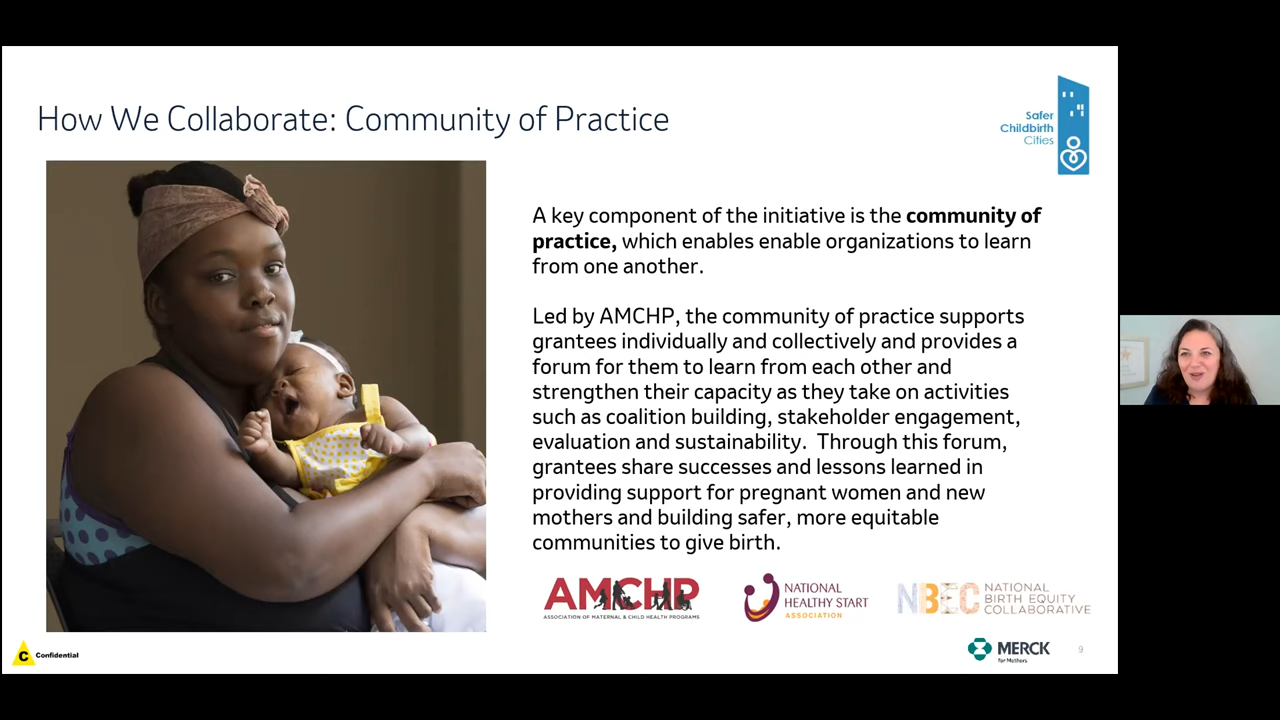 How We Collaborate: Community of Practice
Safer
Childbirth
Cities
A key component of the initiative is the community of
practice, which enables enable organizations to learn
from one another.
Led by AMCHP, the community of practice supports
grantees individually and collectively and provides a
forum for them to learn from each other and
strengthen their capacity as they take on activities
such as coalition building, stakeholder engagement,
evaluation and sustainability.  Through this forum,
grantees share successes and lessons learned in
providing support for pregnant women and new
mothers and building safer, more equitable
communities to give birth.
AMCHP
ASSOCIATION OF MATERNAL & CHILD HEALTH PROGRAMS
NATIONAL
HEALTHY START
ASSOCIATION
NBEC
NATIONAL
BIRTH EQUITY
COLLABORATIVE
C Confidential
MERCK
for Mothers
9